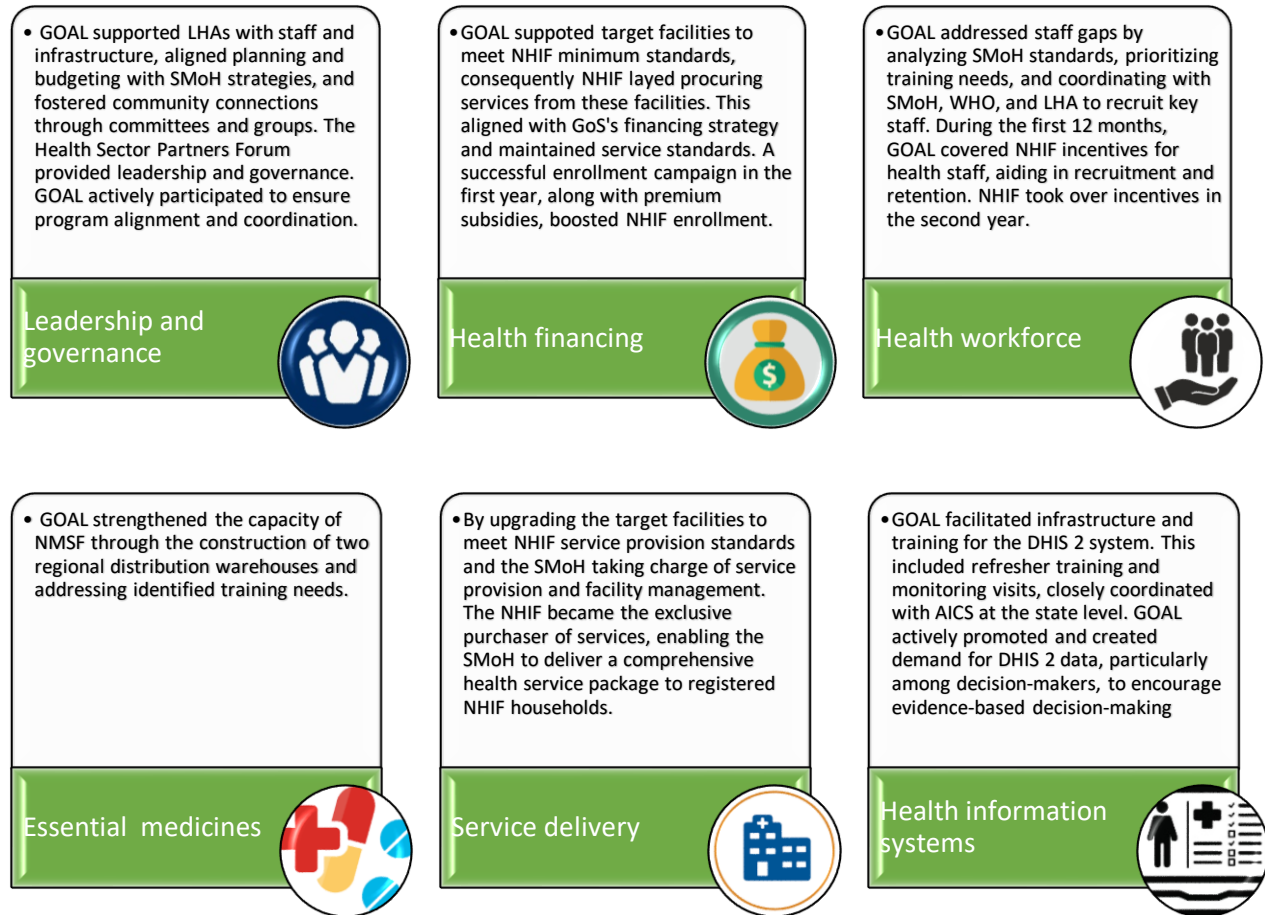 • GOAL supported LHAs with staff and
infrastructure, aligned planning and
budgeting with SMoH strategies, and
fostered community connections
through committees and groups. The
Health Sector Partners Forum
provided leadership and governance.
GOAL actively participated to ensure
program alignment and coordination.
Leadership and
governance
•GOAL suppoted target facilities to
meet NHIF minimum standards,
consequently NHIF layed procuring
services from these facilities. This
aligned with GoS's financing strategy
and maintained service standards. A
successful enrollment campaign in the
first year, along with premium
subsidies, boosted NHIF enrollment.
Health financing
$
•GOAL addressed staff gaps by
analyzing SMoH standards, prioritizing
training needs, and coordinating with
SMoH, WHO, and LHA to recruit key
staff. During the first 12 months,
GOAL covered NHIF incentives for
health staff, aiding in recruitment and
retention. NHIF took over incentives in
the second year.
Health workforce
• GOAL strengthened the capacity of
NMSF through the construction of two
regional distribution warehouses and
addressing identified training needs.
Essential medicines
•By upgrading the target facilities to
meet NHIF service provision standards
and the SMoH taking charge of service
provision and facility management.
The NHIF became the exclusive
purchaser of services, enabling the
SMoH to deliver a comprehensive
health service package to registered
NHIF households.
Service delivery
•GOAL facilitated infrastructure and
training for the DHIS 2 system. This
included refresher training and
monitoring visits, closely coordinated
with AICS at the state level. GOAL
actively promoted and created
demand for DHIS 2 data, particularly
among decision-makers, to encourage
evidence-based decision-making
Health information
systems